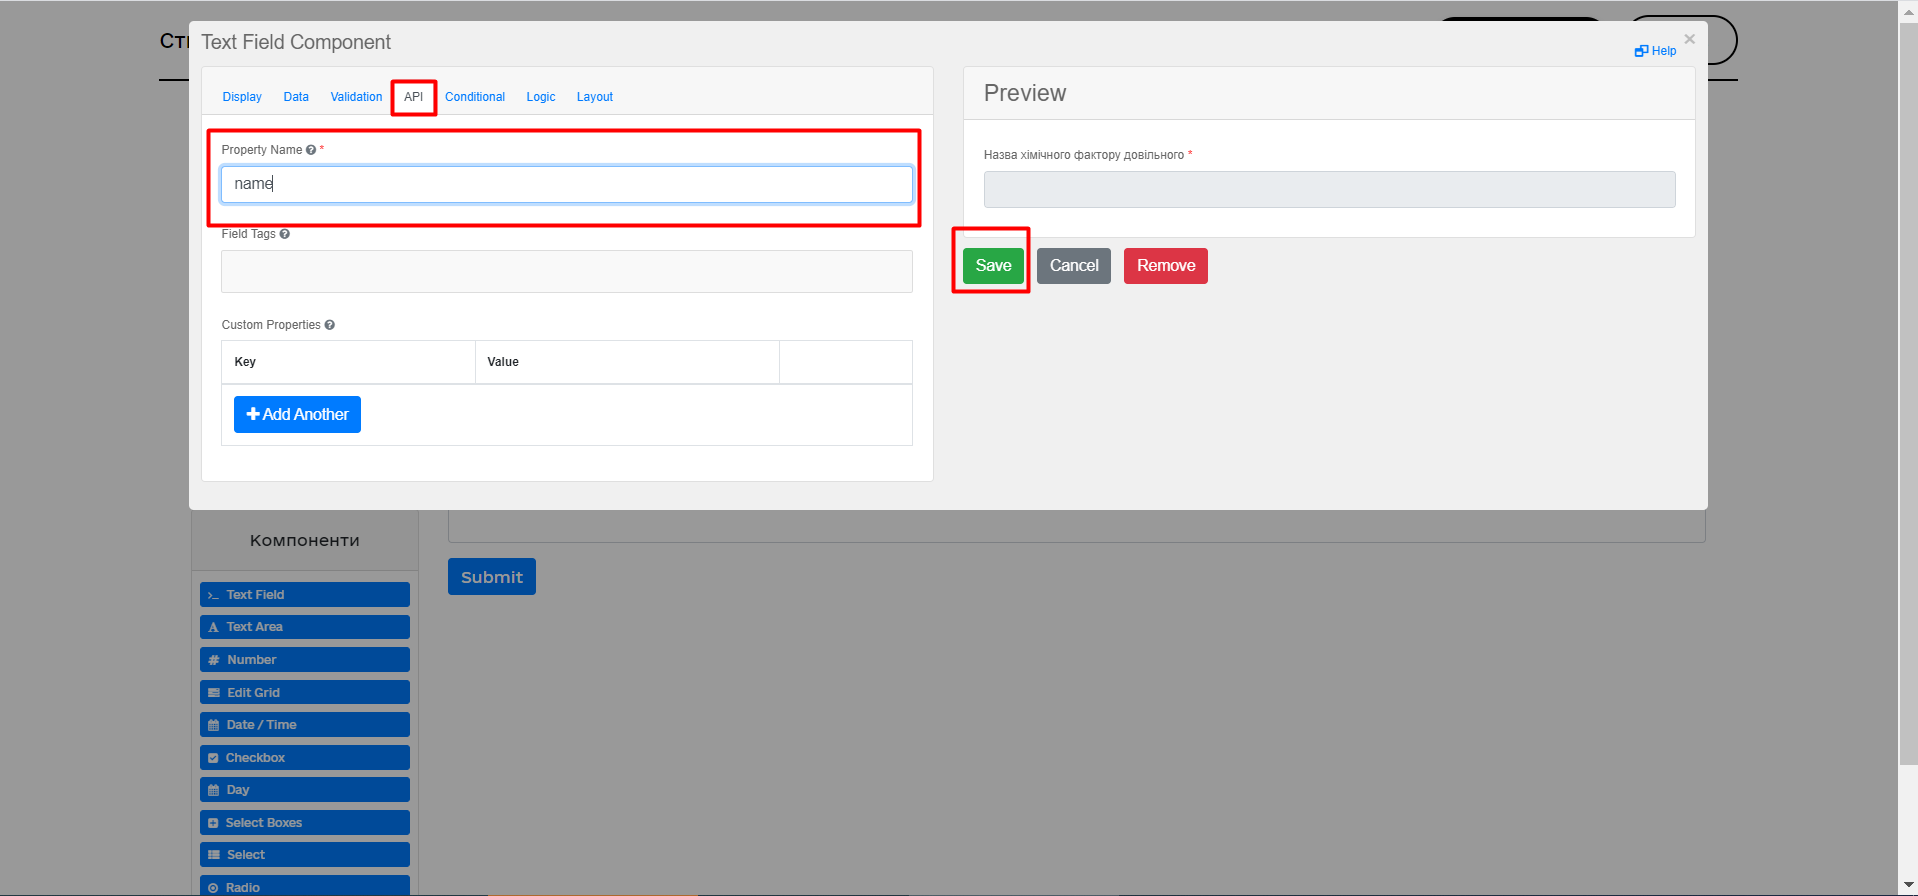 Ст
Text Field Component
Help
×
Display Data Validation API Conditional Logic Layout
Property Name *
name
Field Tags
Custom Properties
Key Value
Add Another
Preview
Назва хімічного фактору довільного *
Save Cancel Remove
Компоненти
Text Field
Text Area
Number
Edit Grid
Date / Time
Checkbox
Day
Select Boxes
Select
Radio
Submit